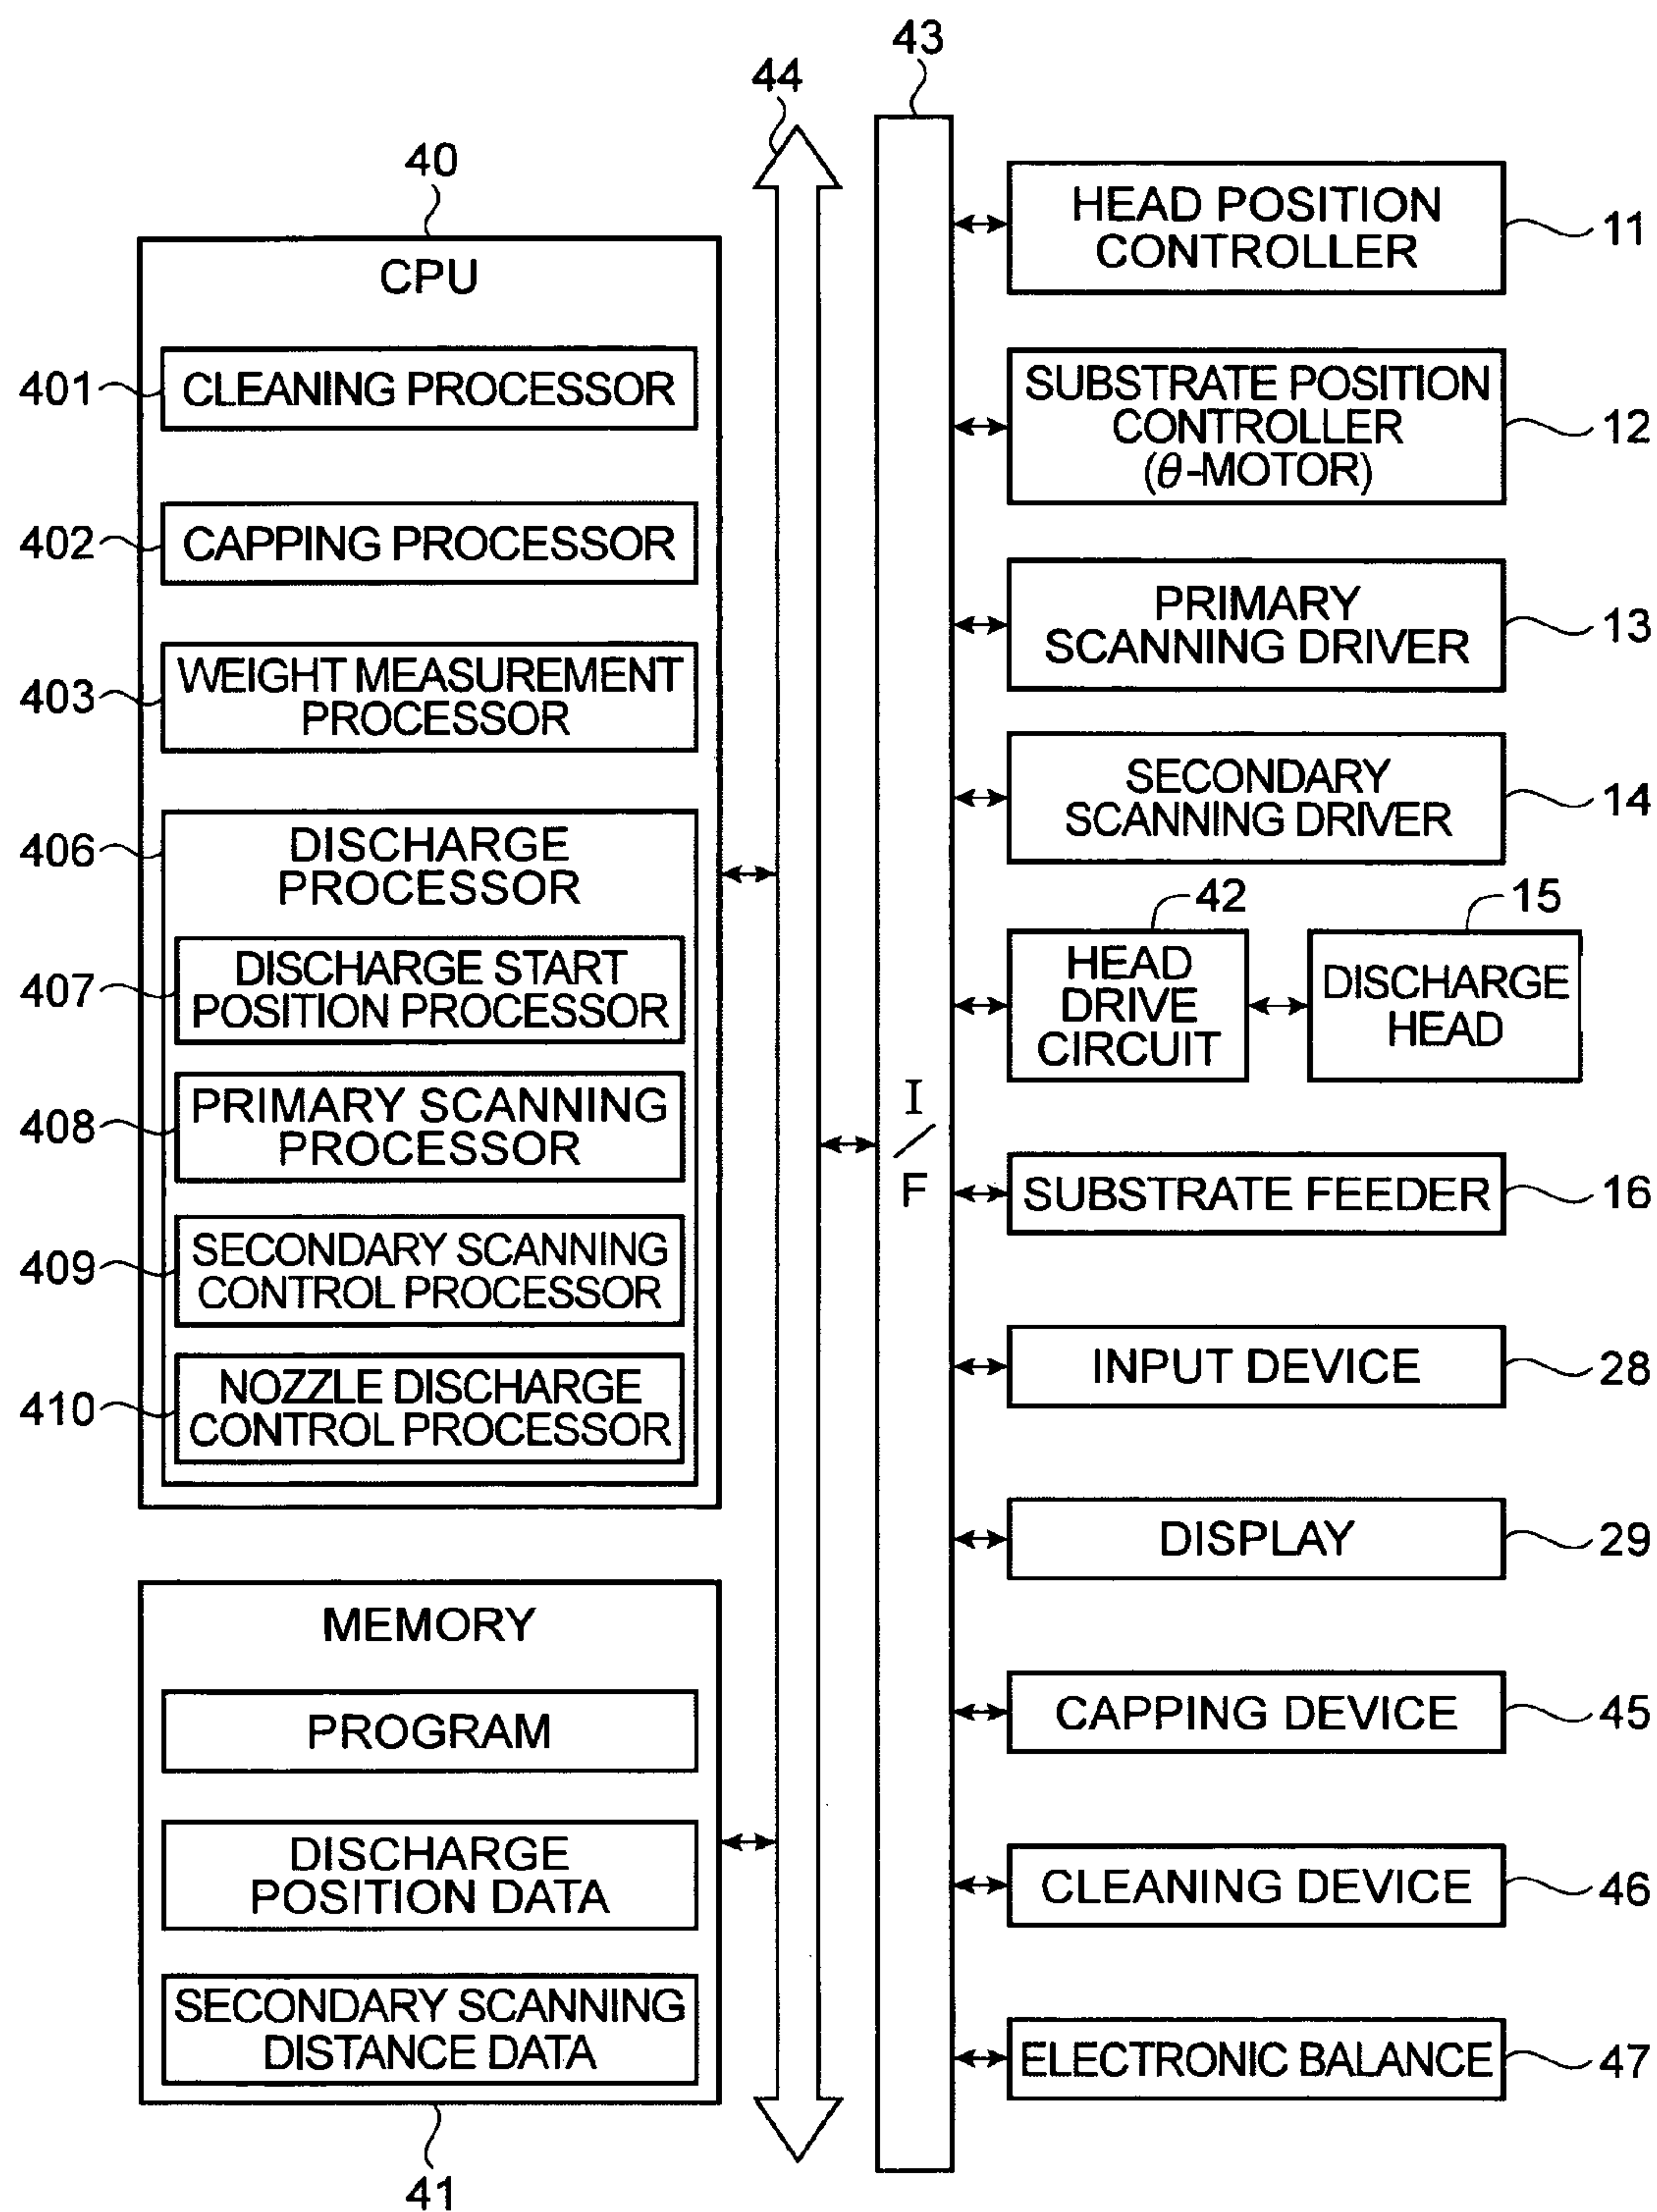 43
44
40
CPU
401
CLEANING PROCESSOR
402
CAPPING PROCESSOR
403
WEIGHT MEASUREMENT
PROCESSOR
406
DISCHARGE
PROCESSOR
407
DISCHARGE START
POSITION PROCESSOR
408
PRIMARY SCANNING
PROCESSOR
409
SECONDARY SCANNING
CONTROL PROCESSOR
410
NOZZLE DISCHARGE
CONTROL PROCESSOR
MEMORY
PROGRAM
DISCHARGE
POSITION DATA
SECONDARY SCANNING
DISTANCE DATA
41
I
/
F
HEAD POSITION
CONTROLLER
11
SUBSTRATE POSITION
CONTROLLER
(θ-MOTOR)
12
PRIMARY
SCANNING DRIVER
13
SECONDARY
SCANNING DRIVER
14
42
HEAD
DRIVE
CIRCUIT
15
DISCHARGE
HEAD
SUBSTRATE FEEDER
16
INPUT DEVICE
28
DISPLAY
29
CAPPING DEVICE
45
CLEANING DEVICE
46
ELECTRONIC BALANCE
47